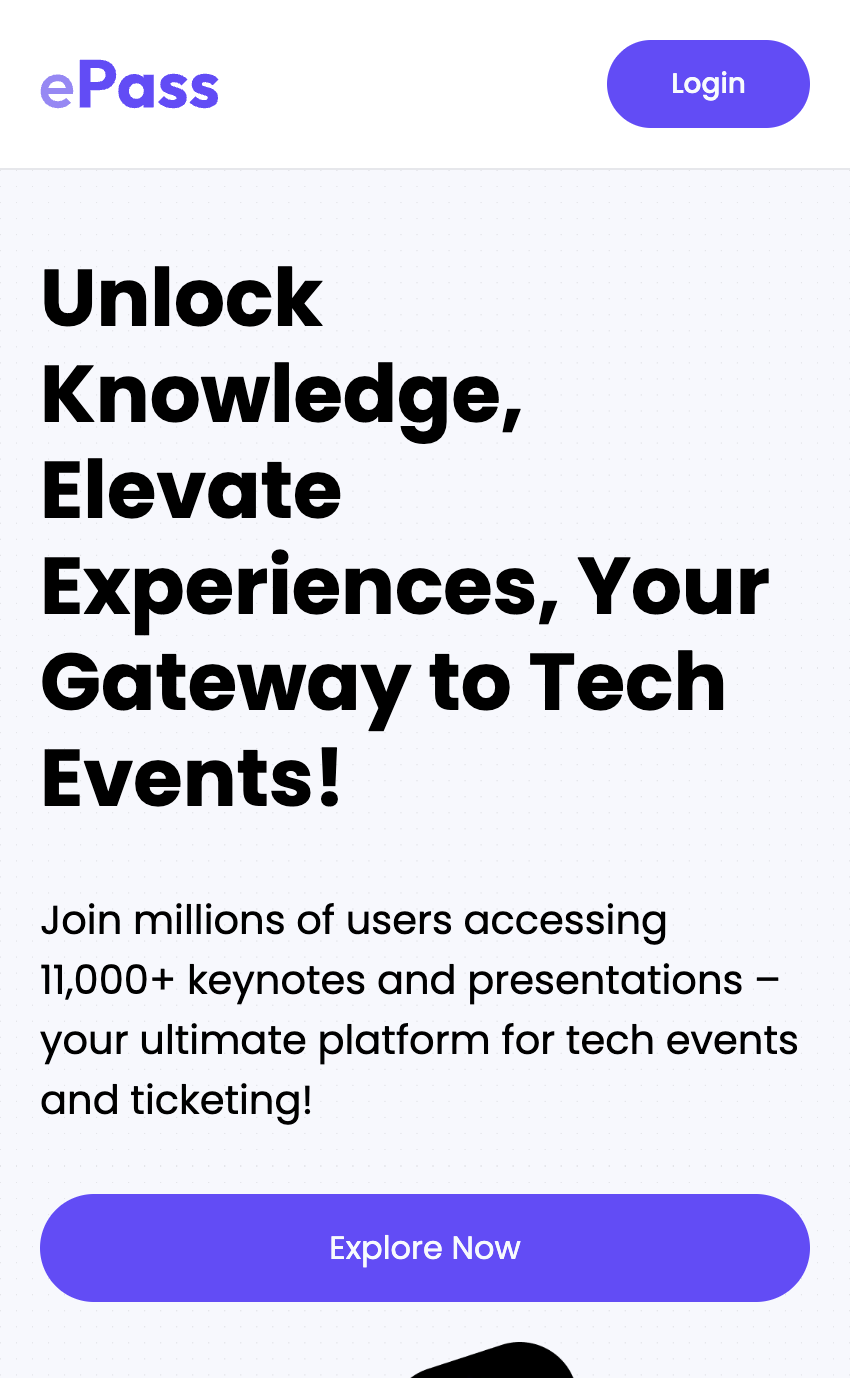 ePass
Login
Unlock
Knowledge,
Elevate
Experiences, Your
Gateway to Tech
Events!
Join millions of users accessing
11,000+ keynotes and presentations –
your ultimate platform for tech events
and ticketing!
Explore Now